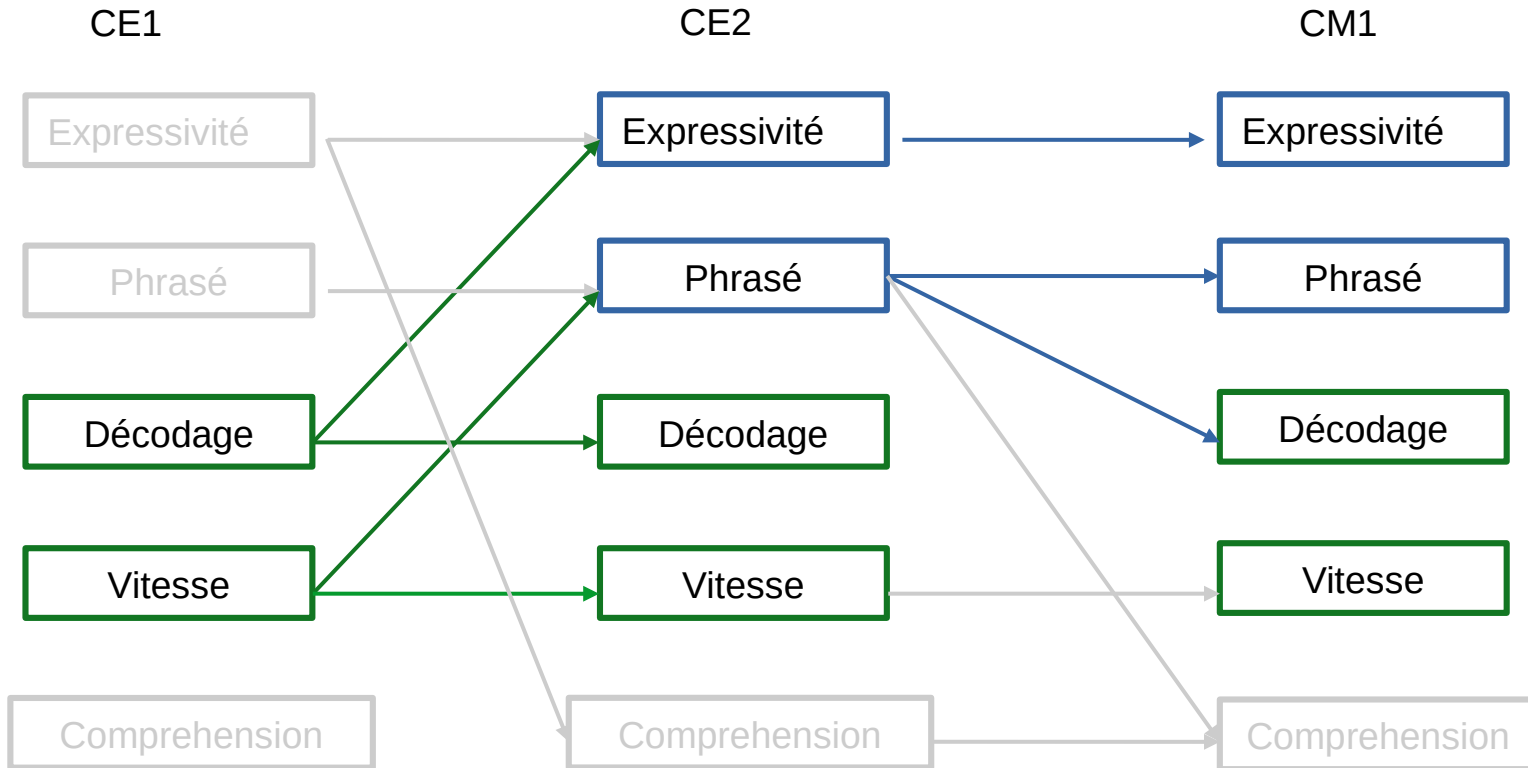 CE1 CE2 CM1
Expressivité Expressivité Expressivité
Phrasé Phrasé Phrasé
Décodage Décodage Décodage
Vitesse Vitesse Vitesse
Comprehension Comprehension Comprehension